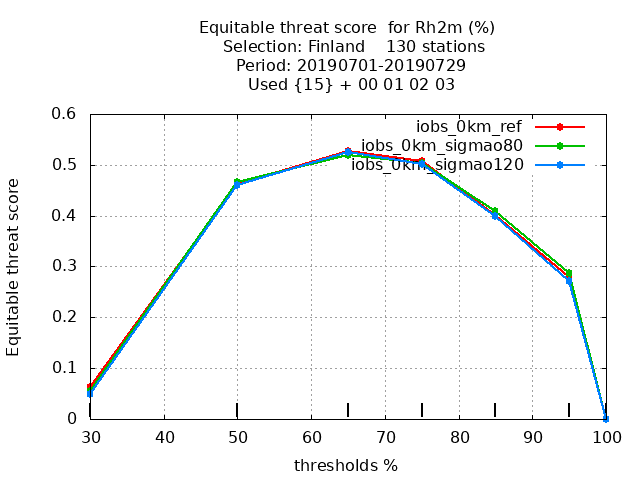 Equitable threat score  for Rh2m (%)
Selection: Finland    130 stations
Period: 20190701-20190729
Used {15} + 00 01 02 03
iobs_0km_ref
iobs_0km_sigmao80
iobs_0km_sigmao120
Equitable threat score
0.6
0.5
0.4
0.3
0.2
0.1
0
30 40 50 60 70 80 90 100
thresholds %